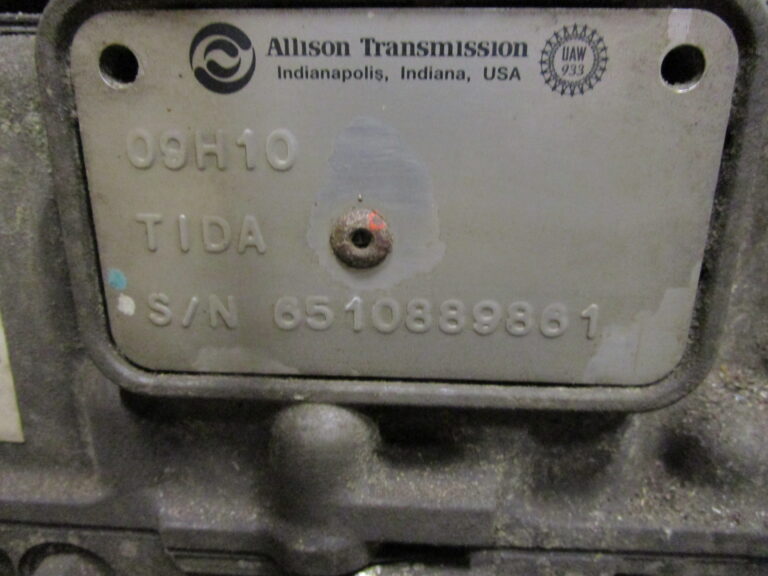 Allison Transmission
Indianapolis, Indiana, USA
UAW
933
09H10
TIDA
S/N 6510889861